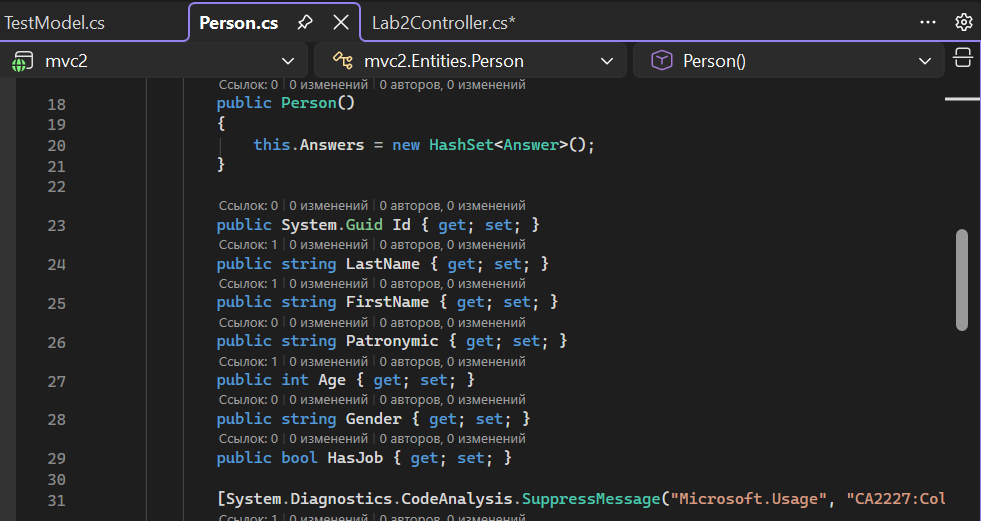 TestModel.cs Person.cs Lab2Controller.cs*
mvc2 mvc2.Entities.Person Person()
Ссылок: 0 | 0 изменений | 0 авторов, 0 изменений
18 public Person()
19 {
20 this.Answers = new HashSet<Answer>();
21 }
22
Ссылок: 0 | 0 изменений | 0 авторов, 0 изменений
23 public System.Guid Id { get; set; }
Ссылок: 1 | 0 изменений | 0 авторов, 0 изменений
24 public string LastName { get; set; }
Ссылок: 1 | 0 изменений | 0 авторов, 0 изменений
25 public string FirstName { get; set; }
Ссылок: 0 | 0 изменений | 0 авторов, 0 изменений
26 public string Patronymic { get; set; }
Ссылок: 1 | 0 изменений | 0 авторов, 0 изменений
27 public int Age { get; set; }
Ссылок: 0 | 0 изменений | 0 авторов, 0 изменений
28 public string Gender { get; set; }
Ссылок: 0 | 0 изменений | 0 авторов, 0 изменений
29 public bool HasJob { get; set; }
30
31 [System.Diagnostics.CodeAnalysis.SuppressMessage("Microsoft.Usage", "CA2227:Col
Ссылок: 1 | 0 изменений | 0 авторов, 0 изменений